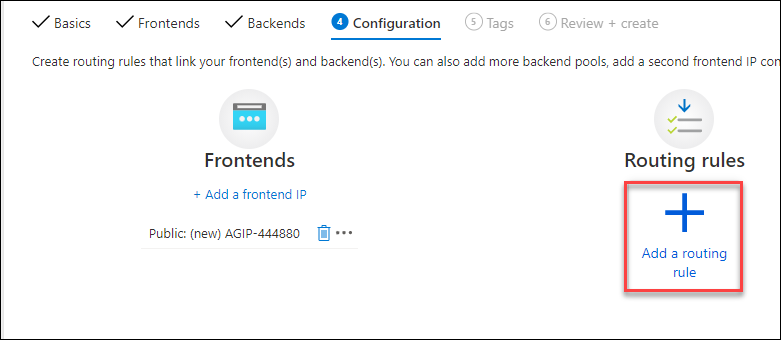 Basics Frontends Backends 4 Configuration 5 Tags 6 Review + create
Create routing rules that link your frontend(s) and backend(s). You can also add more backend pools, add a second frontend IP con
Frontends
+ Add a frontend IP
Public: (new) AGIP-444880
Routing rules
Add a routing
rule